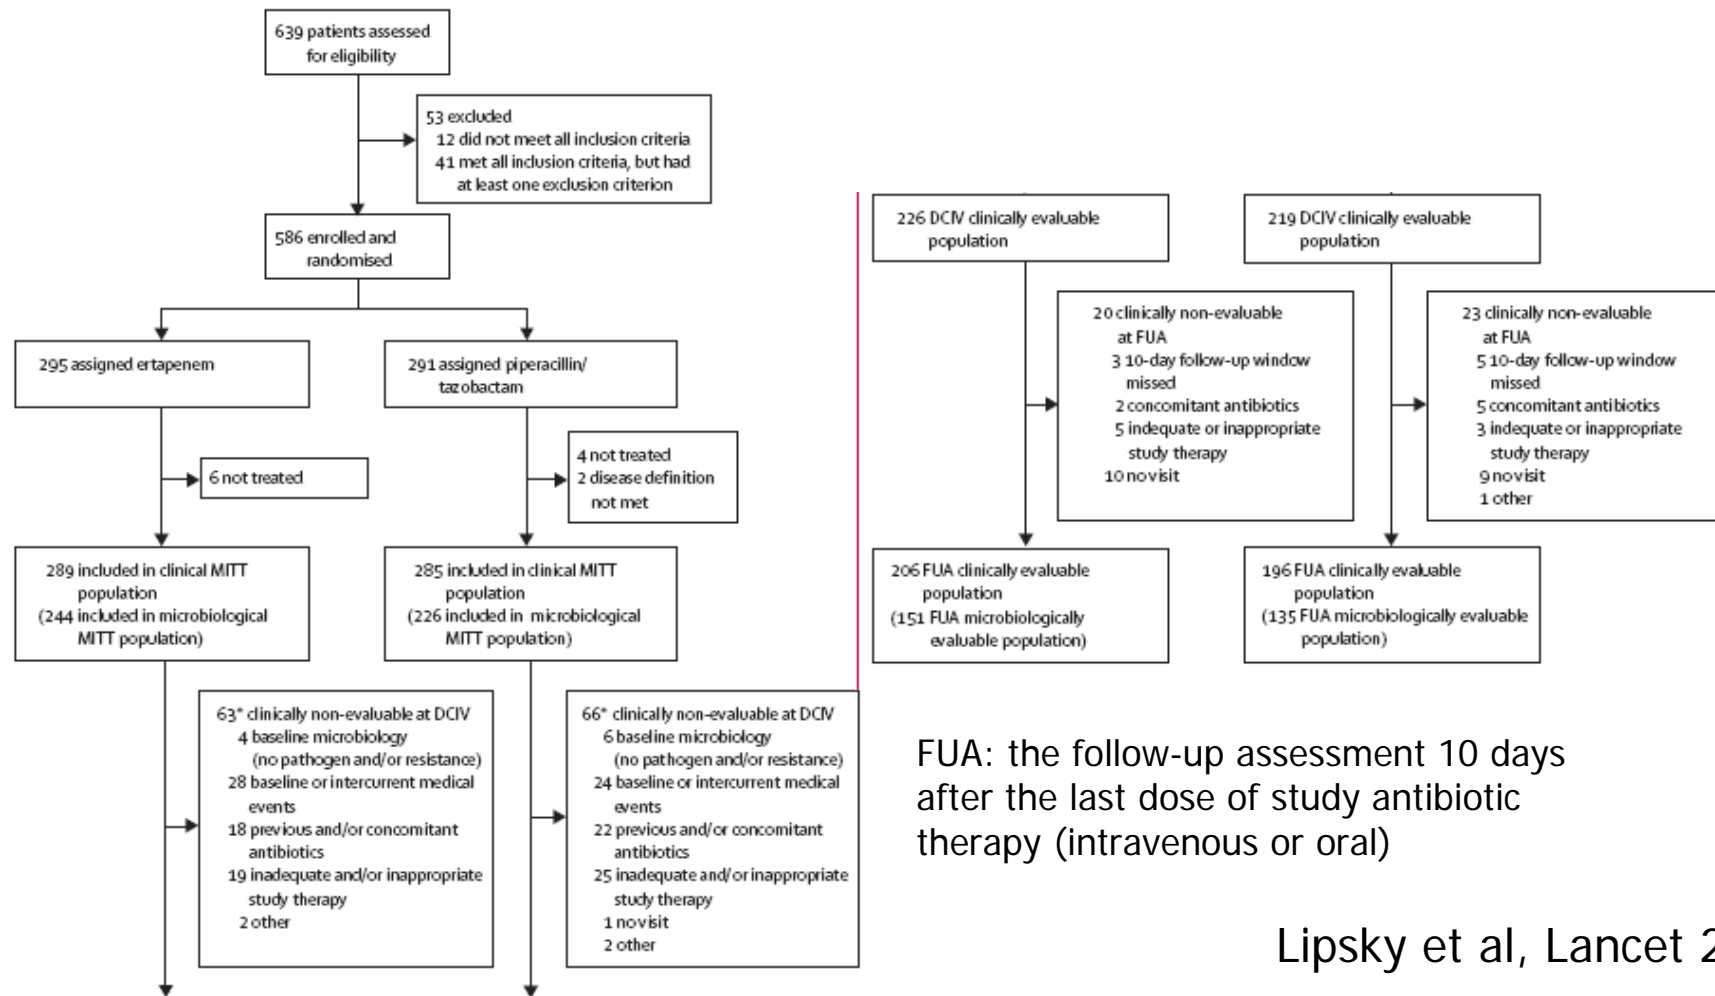 639 patients assessed
for eligibility
53 excluded
12 did not meet all inclusion criteria
41 met all inclusion criteria, but had
at least one exclusion criterion
586 enrolled and
randomised
295 assigned ertapenem
291 assigned piperacillin/
tazobactam
6 not treated
4 not treated
2 disease definition
not met
289 included in clinical MITT
population
(244 included in microbiological
MITT population)
285 included in clinical MITT
population
(226 included in microbiological
MITT population)
63* clinically non-evaluable at DCIV
4 baseline microbiology
(no pathogen and/or resistance)
28 baseline or intercurrent medical
events
18 previous and/or concomitant
antibiotics
19 inadequate and/or inappropriate
study therapy
2 other
66* clinically non-evaluable at DCIV
6 baseline microbiology
(no pathogen and/or resistance)
24 baseline or intercurrent medical
events
22 previous and/or concomitant
antibiotics
25 inadequate and/or inappropriate
study therapy
1 no visit
2 other
226 DCIV clinically evaluable
population
219 DCIV clinically evaluable
population
20 clinically non-evaluable
at FUA
3 10-day follow-up window
missed
2 concomitant antibiotics
5 indequate or inappropriate
study therapy
10 no visit
23 clinically non-evaluable
at FUA
5 10-day follow-up window
missed
5 concomitant antibiotics
3 indequate or inappropriate
study therapy
9 no visit
1 other
206 FUA clinically evaluable
population
(151 FUA microbiologically
evaluable population)
196 FUA clinically evaluable
population
(135 FUA microbiologically evaluable
population)
FUA: the follow-up assessment 10 days
after the last dose of study antibiotic
therapy (intravenous or oral)
Lipsky et al, Lancet 2